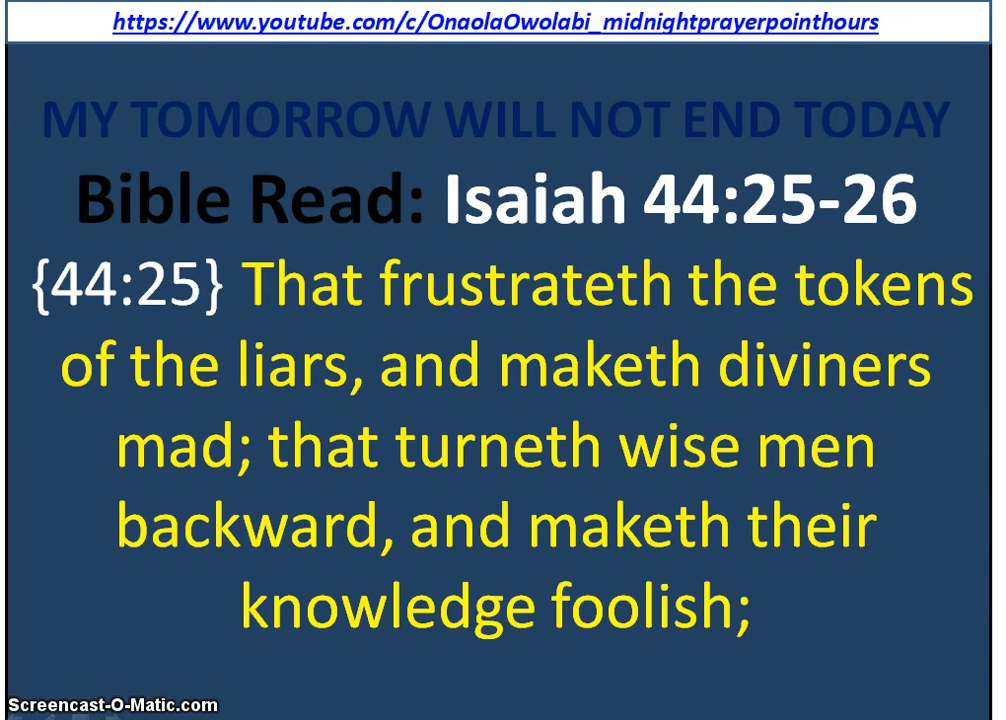 https://www.youtube.com/c/OnaolaOwolabi_midnightprayerpointhours
MY TOMORROW WILL NOT END TODAY
Bible Read: Isaiah 44:25-26
{44:25} That frustrateth the tokens
of the liars, and maketh diviners
mad; that turneth wise men
backward, and maketh their
knowledge foolish;
Screencast-O-Matic.com